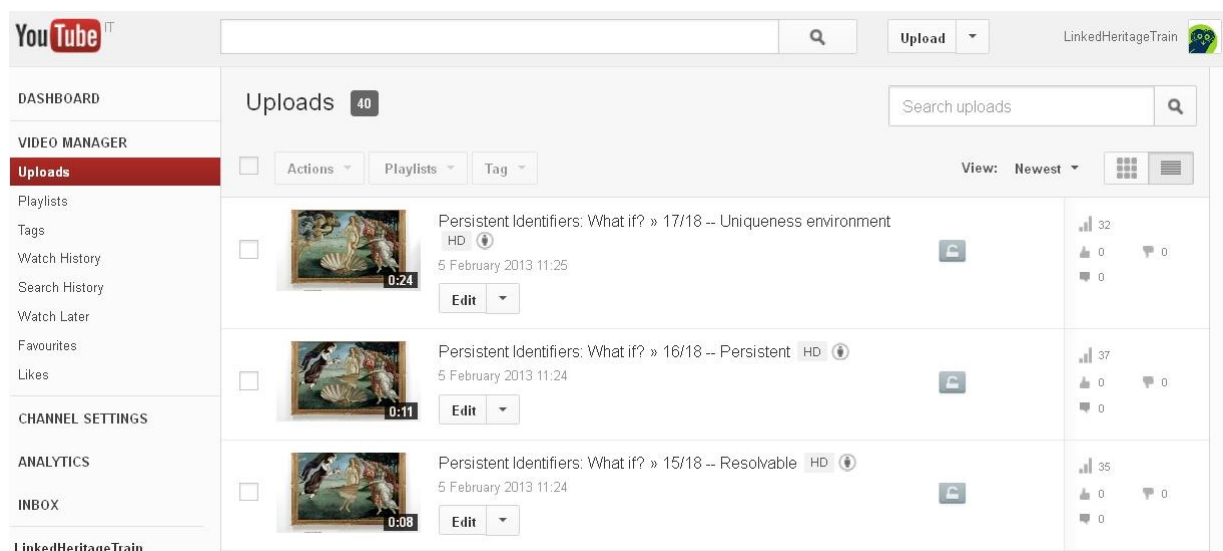 YouTube IT
Upload
LinkedHeritageTrain
DASHBOARD
VIDEO MANAGER
Uploads
Playlists
Tags
Watch History
Search History
Watch Later
Favourites
Likes
CHANNEL SETTINGS
ANALYTICS
INBOX
LinkedHeritageTrain
Uploads 40
Search uploads
Actions Playlists Tag
View: Newest
0:24
Persistent Identifiers: What if? » 17/18 -- Uniqueness environment
HD
5 February 2013 11:25
Edit
32
0 0
0
0:11
Persistent Identifiers: What if? » 16/18 -- Persistent HD
5 February 2013 11:24
Edit
37
0 0
0
0:08
Persistent Identifiers: What if? » 15/18 -- Resolvable HD
5 February 2013 11:24
Edit
35
0 0
0